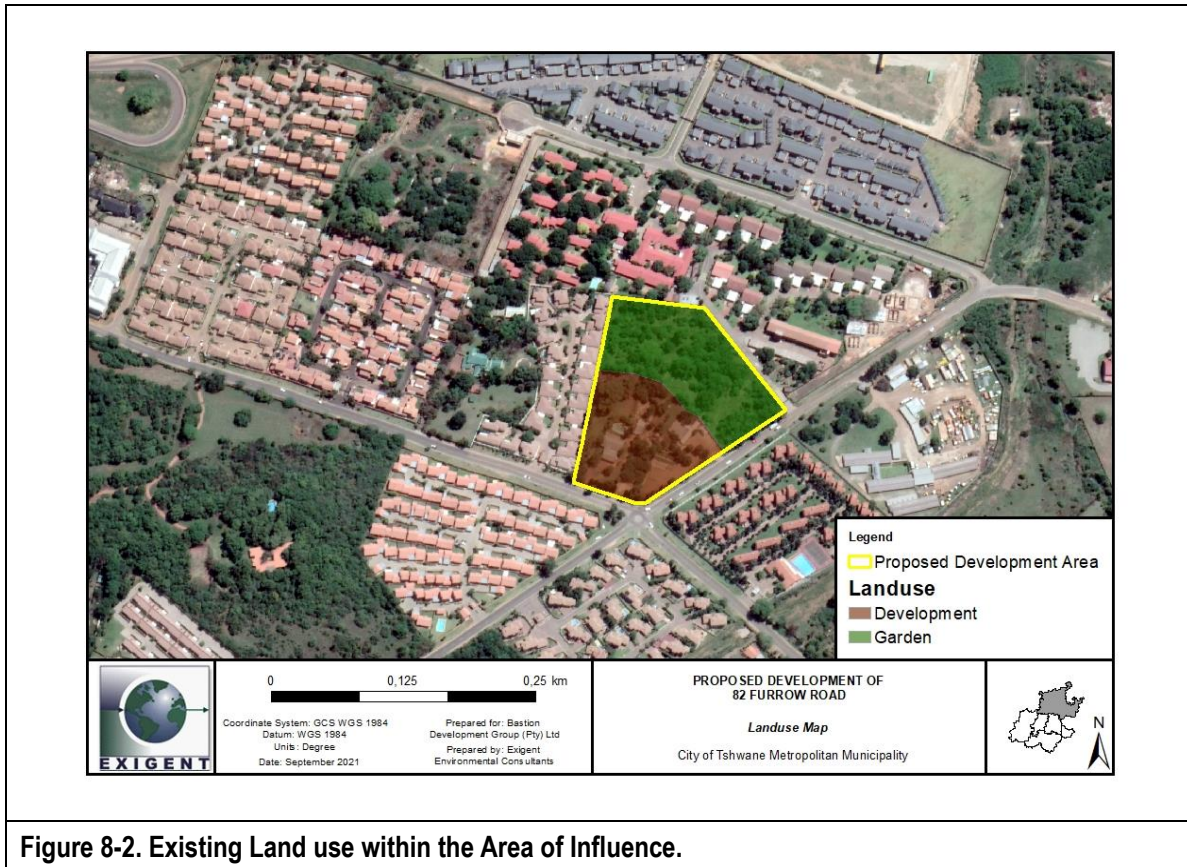 Legend
Proposed Development Area
Landuse
Development
Garden
EXIGENT
0 0,125 0,25 km
Coordinate System: GCS WGS 1984
Datum: WGS 1984
Units: Degree
Date: September 2021
Prepared for: Bastion
Development Group (Pty) Ltd
Prepared by: Exigent
Environmental Consultants
PROPOSED DEVELOPMENT OF
82 FURROW ROAD
Landuse Map
City of Tshwane Metropolitan Municipality
N
Figure 8-2. Existing Land use within the Area of Influence.